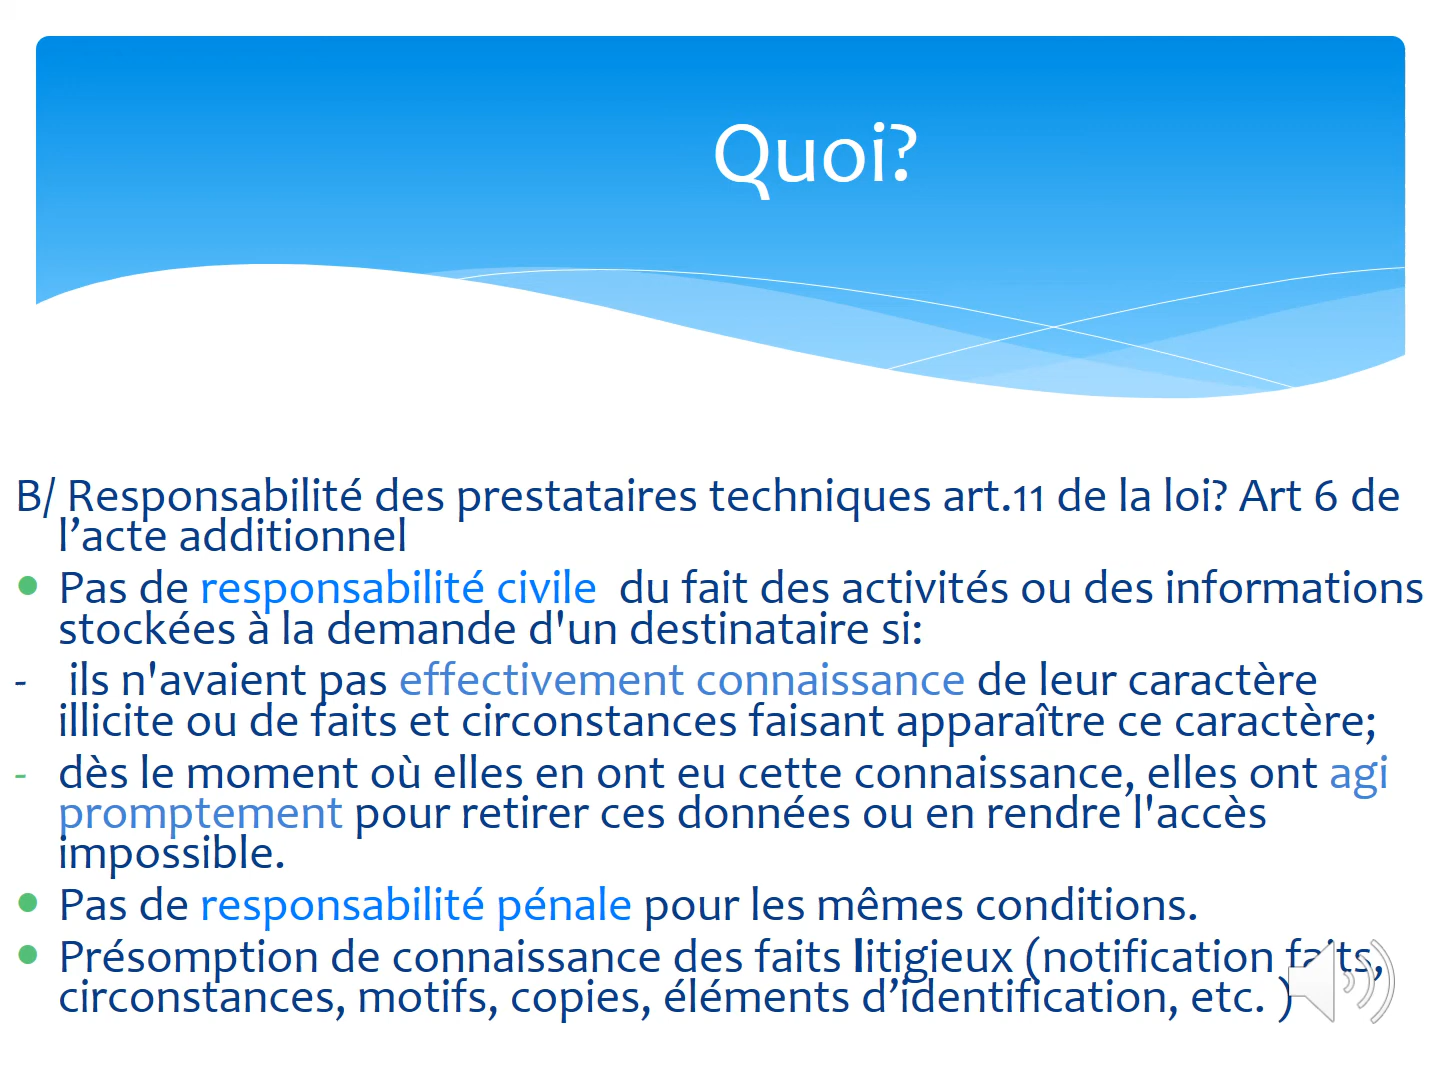 Quoi?
B/ Responsabilité des prestataires techniques art.11 de la loi? Art 6 de
l’acte additionnel
• Pas de responsabilité civile du fait des activités ou des informations
stockées à la demande d'un destinataire si:
- ils n'avaient pas effectivement connaissance de leur caractère
illicite ou de faits et circonstances faisant apparaître ce caractère;
- dès le moment où elles en ont eu cette connaissance, elles ont agi
promptement pour retirer ces données ou en rendre l'accès
impossible.
• Pas de responsabilité pénale pour les mêmes conditions.
• Présomption de connaissance des faits litigieux (notification faits,
circonstances, motifs, copies, éléments d’identification, etc. )